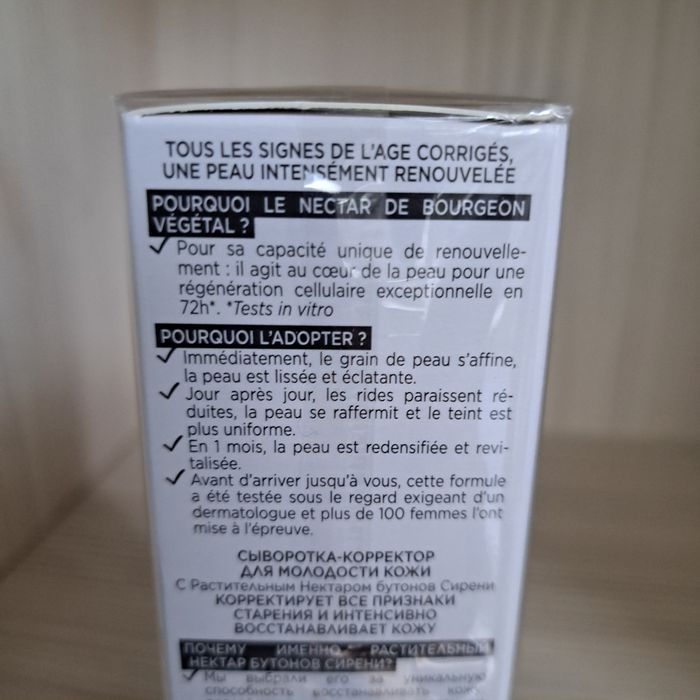 TOUS LES SIGNES DE L'AGE CORRIGÉS,
UNE PEAU INTENSÉMENT RENOUVELÉE
POURQUOI LE NECTAR DE BOURGEON
VÉGÉTAL ?
✓ Pour sa capacité unique de renouvelle-
ment : il agit au cœur de la peau pour une
régénération cellulaire exceptionnelle en
72h*. *Tests in vitro
POURQUOI L'ADOPTER ?
✓ Immédiatement, le grain de peau s'affine,
la peau est lissée et éclatante.
✓ Jour après jour, les rides paraissent ré-
duites, la peau se raffermit et le teint est
plus uniforme.
✓ En 1 mois, la peau est redensifiée et revi-
talisée.
✓ Avant d'arriver jusqu'à vous, cette formule
a été testée sous le regard exigeant d'un
dermatologue et plus de 100 femmes l'ont
mise à l'épreuve.
СЫВОРОТКА-КОРРЕКТОР
ДЛЯ МОЛОДОСТИ КОЖИ
С Растительным Нектаром бутонов Сирени
КОРРЕКТИРУЕТ ВСЕ ПРИЗНАКИ
СТАРЕНИЯ И ИНТЕНСИВНО
ВОССТАНАВЛИВАЕТ КОЖУ
ПОЧЕМУ ИМЕННО РАСТИТЕЛЬНЫЙ
НЕКТАР БУТОНОВ СИРЕНИ?
✓ Мы выбрали его за уникальную
способность восстанавливать кожу